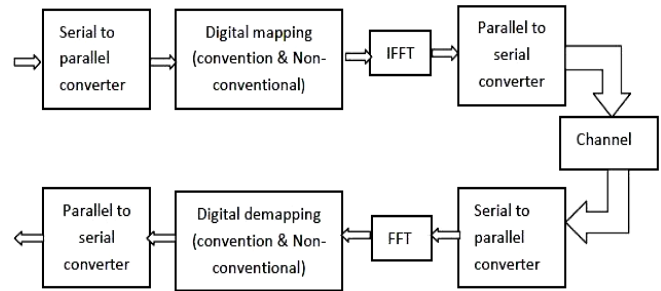 Serial to
parallel
converter
Digital mapping
(convention & Non-
conventional)
IFFT
Parallel to
serial
converter
Channel
Parallel to
serial
converter
Digital demapping
(convention & Non-
conventional)
FFT
Serial to
parallel
converter